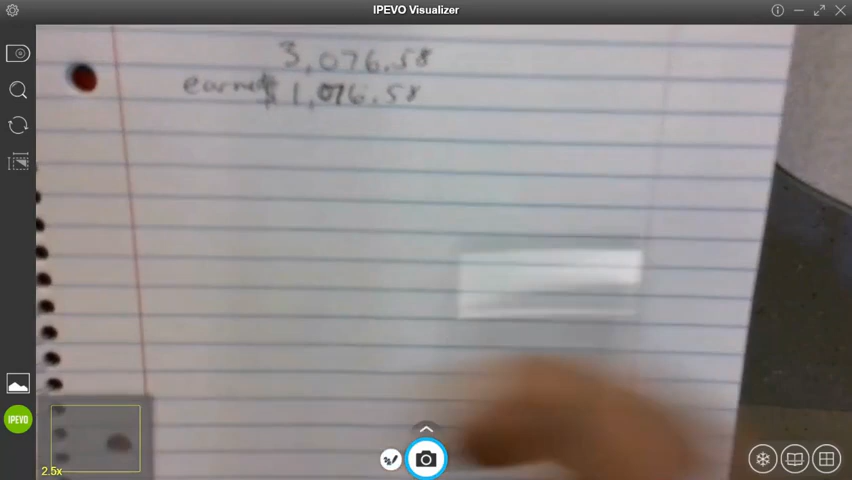 IPEVO Visualizer
3,076.58
earned $ 1,076.58
IPEVO
2.5x